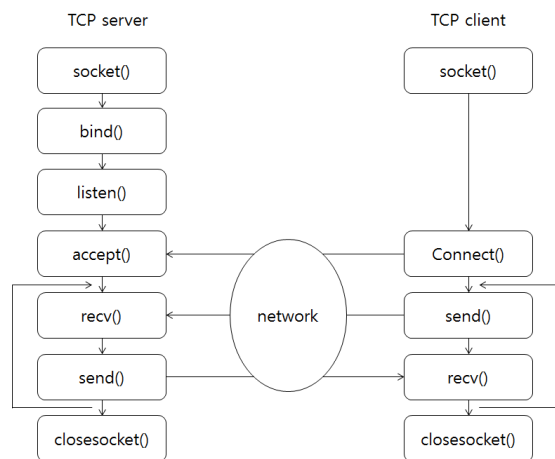 TCP server
TCP client
socket()
socket()
bind()
listen()
accept()
Connect()
recv()
network
send()
send()
recv()
closesocket()
closesocket()